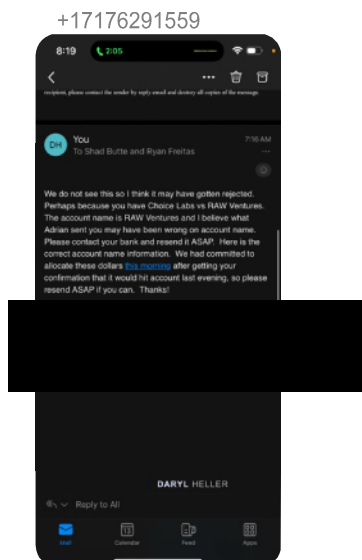 +17176291559
8:19
2:05
recipient, please contact the sender by reply email and destroy all copies of the message.
DH
You
7:16 AM
To Shad Butte and Ryan Freitas
We do not see this so I think it may have gotten rejected.
Perhaps because you have Choice Labs vs RAW Ventures.
The account name is RAW Ventures and I believe what
Adrian sent you may have been wrong on account name.
Please contact your bank and resend it ASAP. Here is the
correct account name information. We had committed to
allocate these dollars this morning after getting your
confirmation that it would hit account last evening, so please
resend ASAP if you can. Thanks!
DARYL HELLER
Reply to All
Mail
Calendar
Feed
Apps